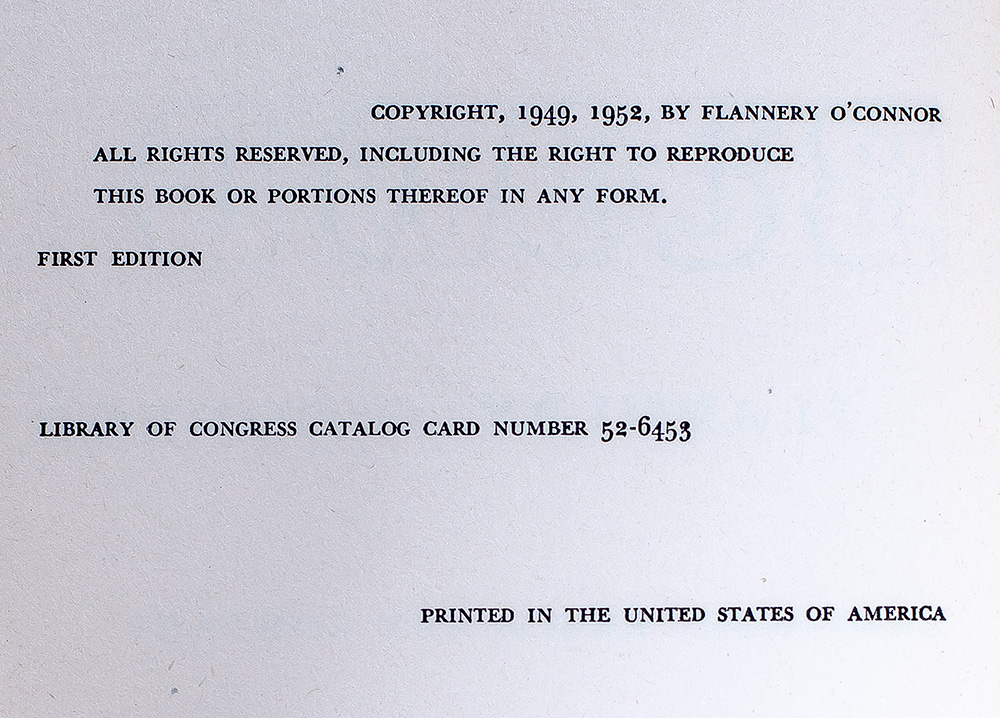 COPYRIGHT, 1949, 1952, BY FLANNERY O'CONNOR
ALL RIGHTS RESERVED, INCLUDING THE RIGHT TO REPRODUCE
THIS BOOK OR PORTIONS THEREOF IN ANY FORM.
FIRST EDITION
LIBRARY OF CONGRESS CATALOG CARD NUMBER 52-6453
PRINTED IN THE UNITED STATES OF AMERICA